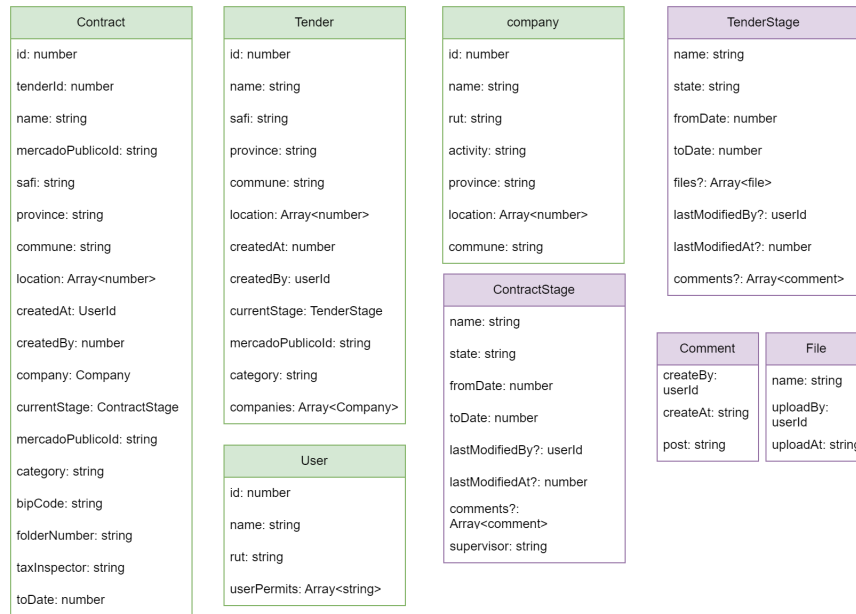 Contract
id: number
tenderId: number
name: string
mercadoPublicoId: string
safi: string
province: string
commune: string
location: Array<number>
createdAt: UserId
createdBy: number
company: Company
currentStage: ContractStage
mercadoPublicoId: string
category: string
bipCode: string
folderNumber: string
taxInspector: string
toDate: number
Tender
id: number
name: string
safi: string
province: string
commune: string
location: Array<number>
createdAt: number
createdBy: userId
currentStage: TenderStage
mercadoPublicoId: string
category: string
companies: Array<Company>
User
id: number
name: string
rut: string
userPermits: Array<string>
company
id: number
name: string
rut: string
activity: string
province: string
location: Array<number>
commune: string
ContractStage
name: string
state: string
fromDate: number
toDate: number
lastModifiedBy?: userId
lastModifiedAt?: number
comments?:
Array<comment>
supervisor: string
TenderStage
name: string
state: string
fromDate: number
toDate: number
files?: Array<file>
lastModifiedBy?: userId
lastModifiedAt?: number
comments?: Array<comment>
Comment
createBy:
userId
createAt: string
post: string
File
name: string
uploadBy:
userId
uploadAt: string